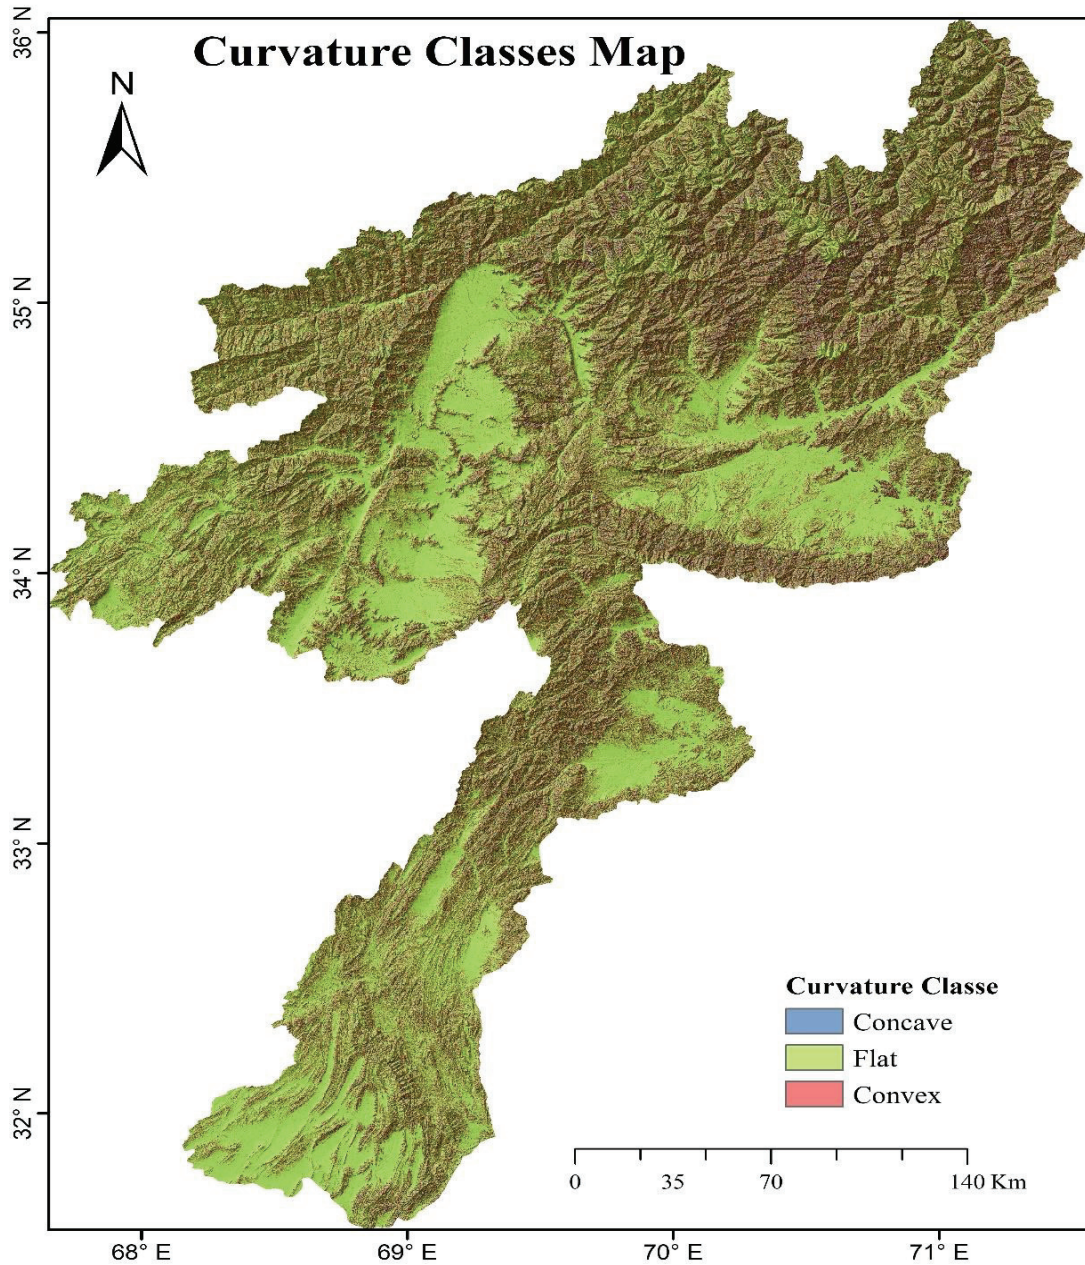 Curvature Classes Map
N
36° N
35° N
34° N
33° N
32° N
Curvature Classe
Concave
Flat
Convex
0 35 70 140 Km
68° E 69° E 70° E 71° E